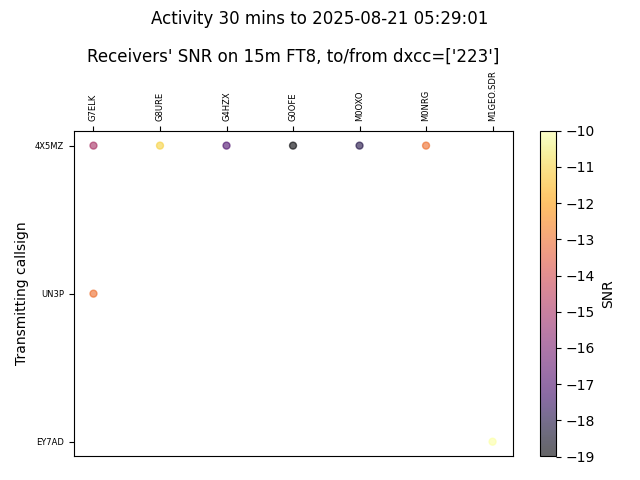 Activity 30 mins to 2025-08-21 05:29:01
Receivers' SNR on 15m FT8, to/from dxcc=['223']
G7ELK
G8URE
G4HZX
G0OFE
M0OXO
M0NRG
M1GEO.SDR
4X5MZ
UN3P
EY7AD
Transmitting callsign
−10
−11
−12
−13
−14
−15
−16
−17
−18
−19
SNR